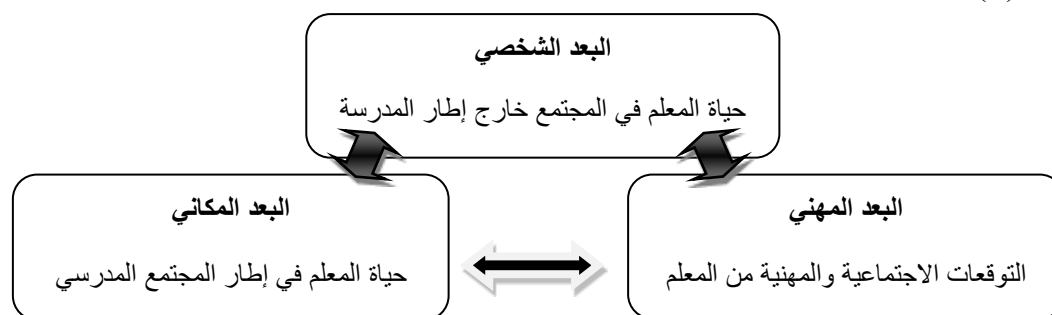 البعد الشخصي
حياة المعلم في المجتمع خارج إطار المدرسة
البعد المهني
التوقعات الاجتماعية والمهنية من المعلم
البعد المكاني
حياة المعلم في إطار المجتمع المدرسي